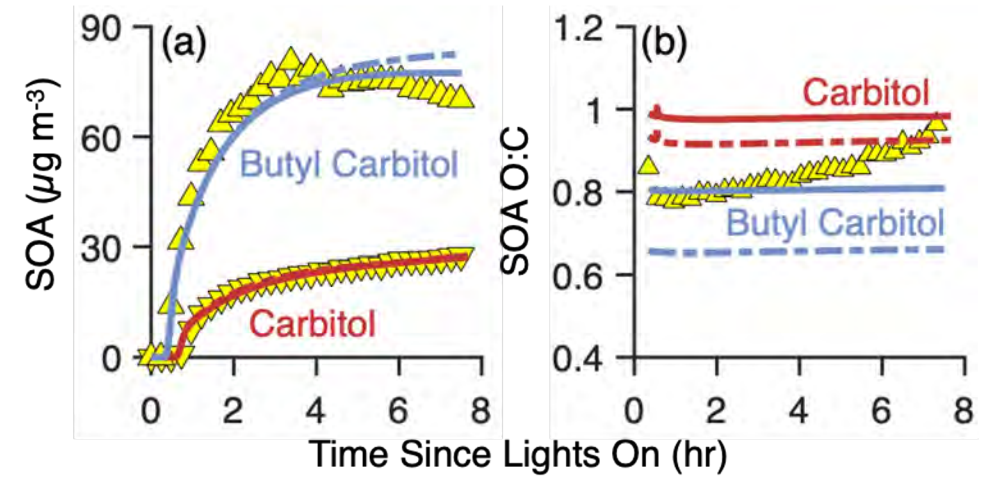 (a)
90
60
30
0
0 2 4 6 8
SOA (µg m-3)
Butyl Carbitol
Carbitol
(b)
1.2
1
0.8
0.6
0.4
0 2 4 6 8
SOA O:C
Carbitol
Butyl Carbitol
Time Since Lights On (hr)